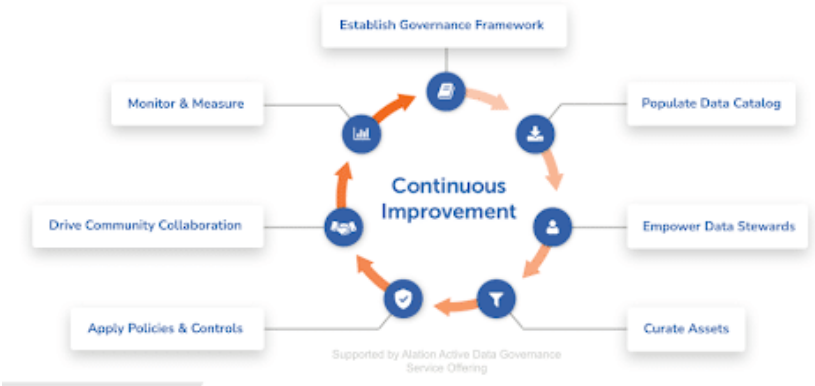 Establish Governance Framework
Monitor & Measure
Populate Data Catalog
Continuous
Improvement
Drive Community Collaboration
Empower Data Stewards
Apply Policies & Controls
Curate Assets
Supported by Alation Active Data Governance
Service Offering